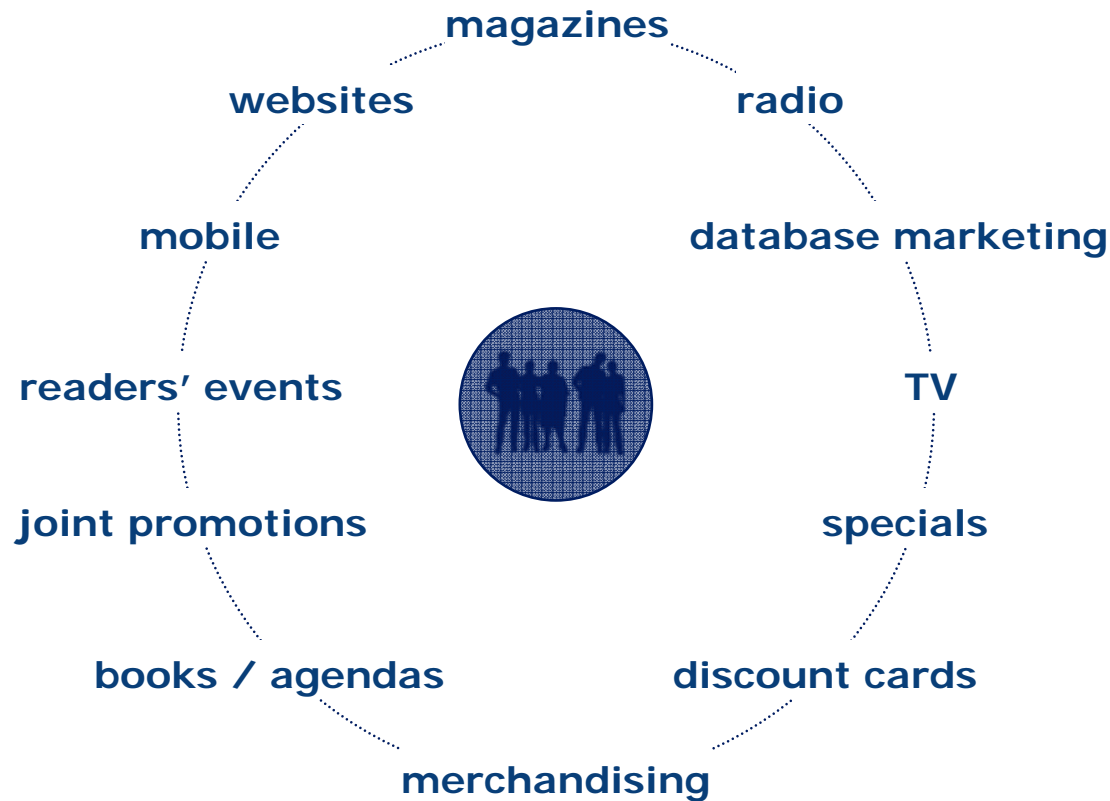 magazines
websites
radio
mobile
database marketing
readers’ events
TV
joint promotions
specials
books / agendas
discount cards
merchandising